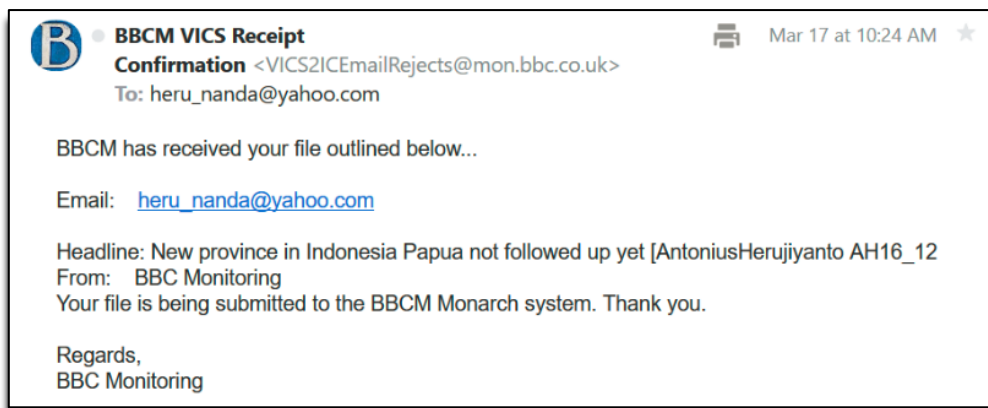 B
BBCM VICS Receipt Mar 17 at 10:24 AM
Confirmation <VICS2ICEmailRejects@mon.bbc.co.uk>
To: heru_nanda@yahoo.com
BBCM has received your file outlined below...
Email: heru_nanda@yahoo.com
Headline: New province in Indonesia Papua not followed up yet [AntoniusHerujiyanto AH16_12
From: BBC Monitoring
Your file is being submitted to the BBCM Monarch system. Thank you.
Regards,
BBC Monitoring